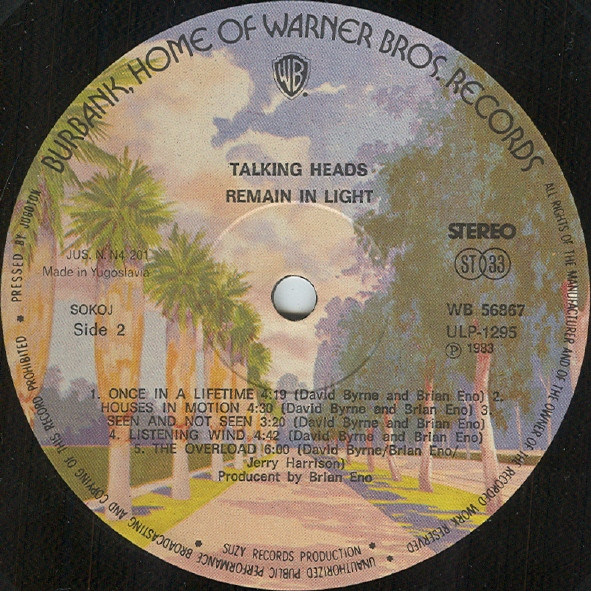 BURBANK, HOME OF WARNER BROS. RECORDS
WB
TALKING HEADS
REMAIN IN LIGHT
JUS. N. N4 201
Made in Yugoslavia
SOKOJ
Side 2
STEREO
ST 33
WB 56867
ULP-1295
Ⓟ 1983
1. ONCE IN A LIFETIME 4:19 (David Byrne and Brian Eno) 2.
HOUSES IN MOTION 4:30 (David Byrne and Brian Eno) 3.
SEEN AND NOT SEEN 3:20 (David Byrne and Brian Eno)
4. LISTENING WIND 4:42 (David Byrne and Brian Eno)
5. THE OVERLOAD 6:00 (David Byrne/Brian Eno/
Jerry Harrison)
Producent by Brian Eno
ALL RIGHTS OF THE MANUFACTURER AND OF THE OWNER OF THE RECORDED WORK RESERVED
• UNAUTHORIZED PUBLIC PERFORMANCE BROADCASTING AND COPYING OF THIS RECORD PROHIBITED • PRESSED BY JUGOTON
SUZY RECORDS PRODUCTION •